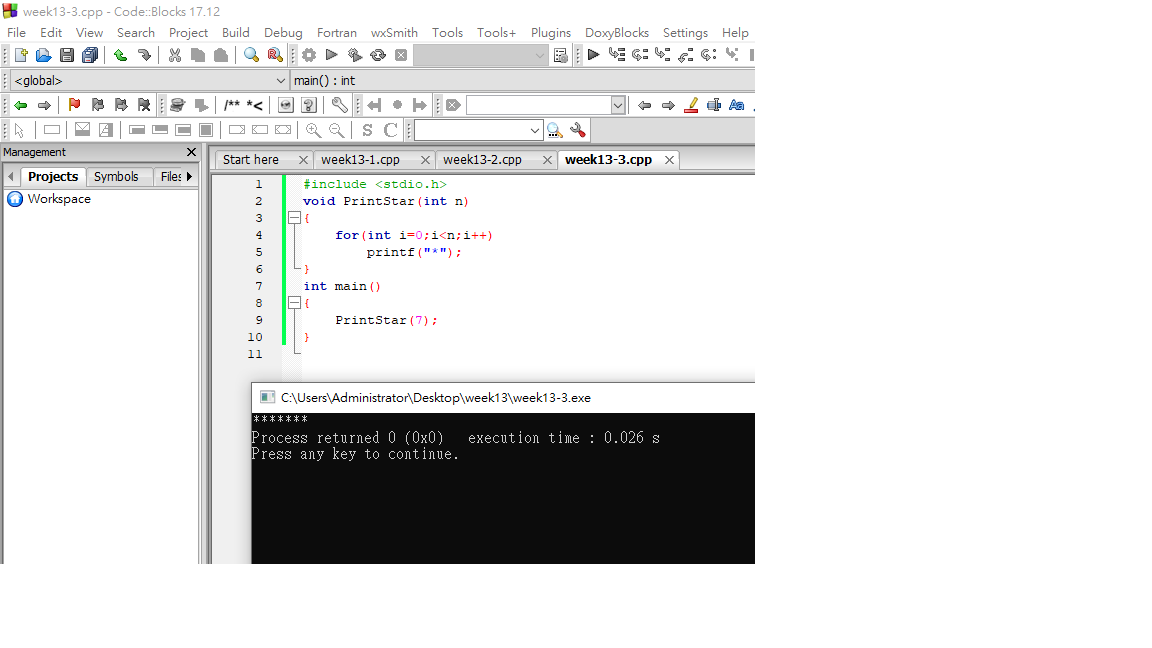 week13-3.cpp - Code::Blocks 17.12
File Edit View Search Project Build Debug Fortran wxSmith Tools Tools+ Plugins DoxyBlocks Settings Help
<global> main() : int
/** *<
S C
Management
Projects Symbols Files
Workspace
Start here week13-1.cpp week13-2.cpp week13-3.cpp
1 #include <stdio.h>
2 void PrintStar(int n)
3 {
4 for(int i=0;i<n;i++)
5 printf("*");
6 }
7 int main()
8 {
9 PrintStar(7);
10 }
11
C:\Users\Administrator\Desktop\week13\week13-3.exe
*******
Process returned 0 (0x0) execution time : 0.026 s
Press any key to continue.